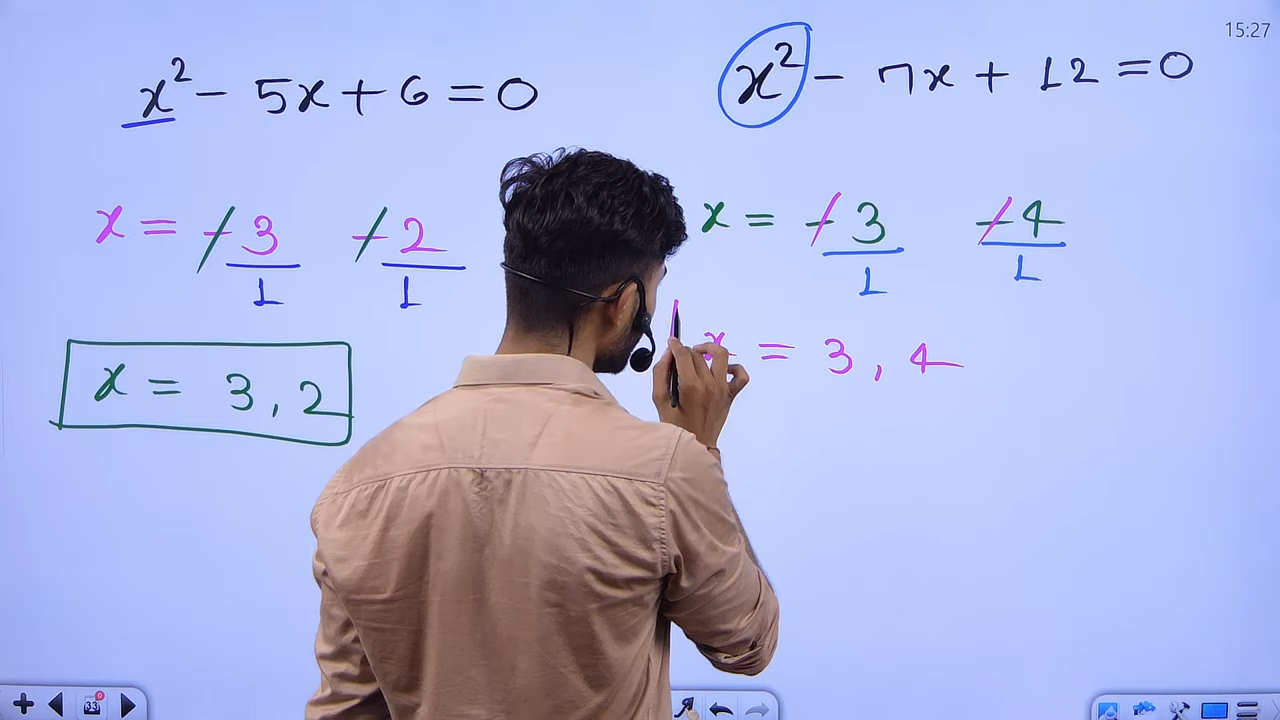 15:27
x² - 5x + 6 = 0
x = -3 -2
1 1
x = 3, 2
x² - 7x + 12 = 0
x = -3 -4
1 1
x = 3, 4
33